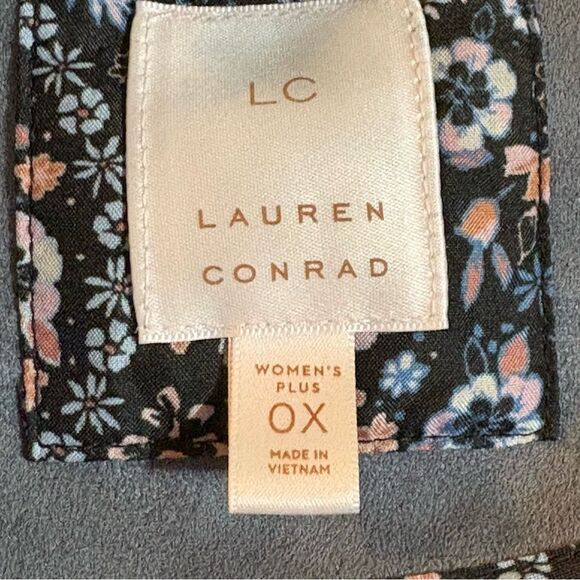 LC
LAUREN
CONRAD
WOMEN'S
PLUS
0X
MADE IN
VIETNAM